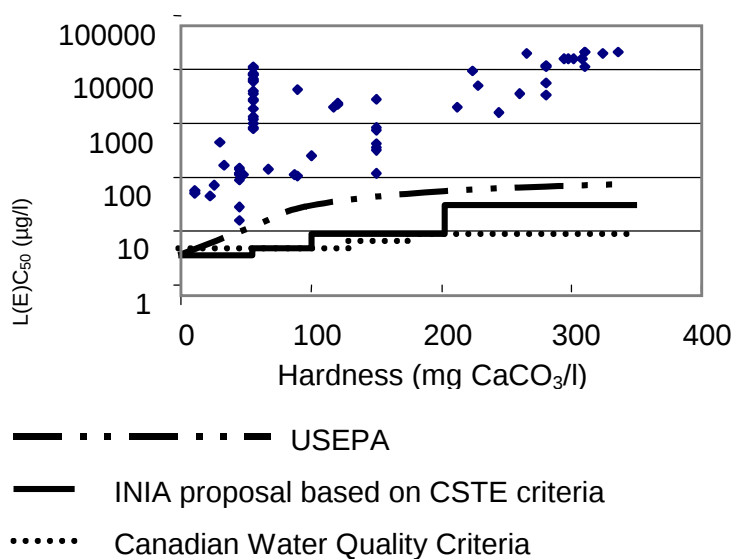 100000
10000
1000
100
10
1
L(E)C₅₀ (µg/l)
0 100 200 300 400
Hardness (mg CaCO₃/l)
USEPA
INIA proposal based on CSTE criteria
Canadian Water Quality Criteria